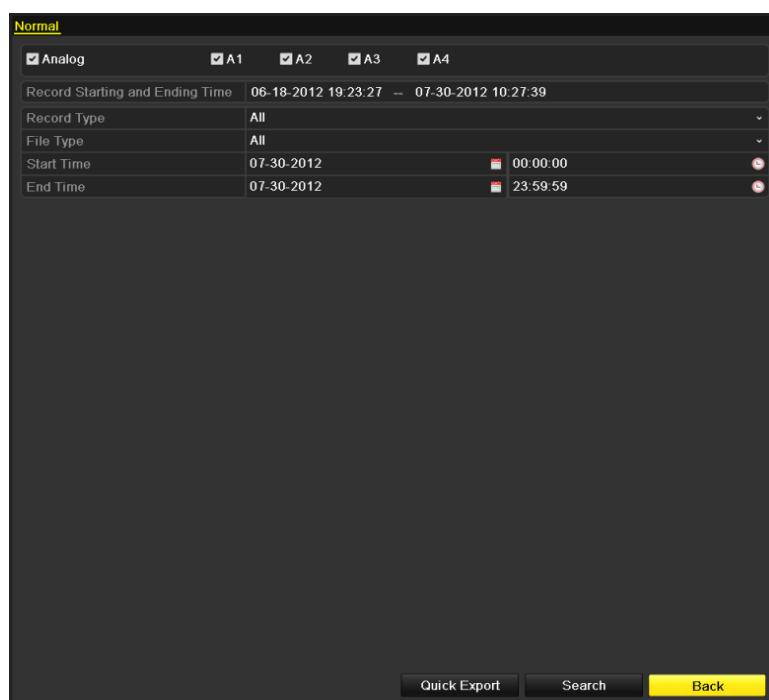 Normal
Analog A1 A2 A3 A4
Record Starting and Ending Time 06-18-2012 19:23:27 -- 07-30-2012 10:27:39
Record Type All
File Type All
Start Time 07-30-2012 00:00:00
End Time 07-30-2012 23:59:59
Quick Export Search Back